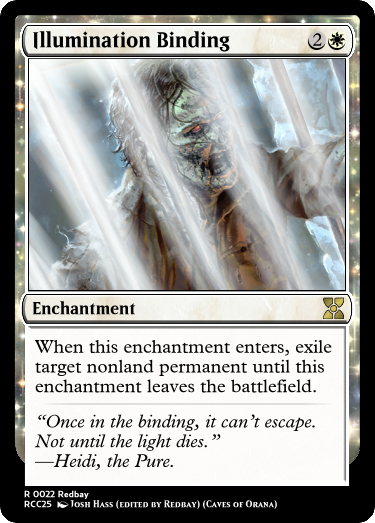 Illumination Binding 2
Enchantment
When this enchantment enters, exile
target nonland permanent until this
enchantment leaves the battlefield.
“Once in the binding, it can’t escape.
Not until the light dies.”
—Heidi, the Pure.
R 0022 Redbay
RCC25 Josh Hass (edited by Redbay) (Caves of Orana)